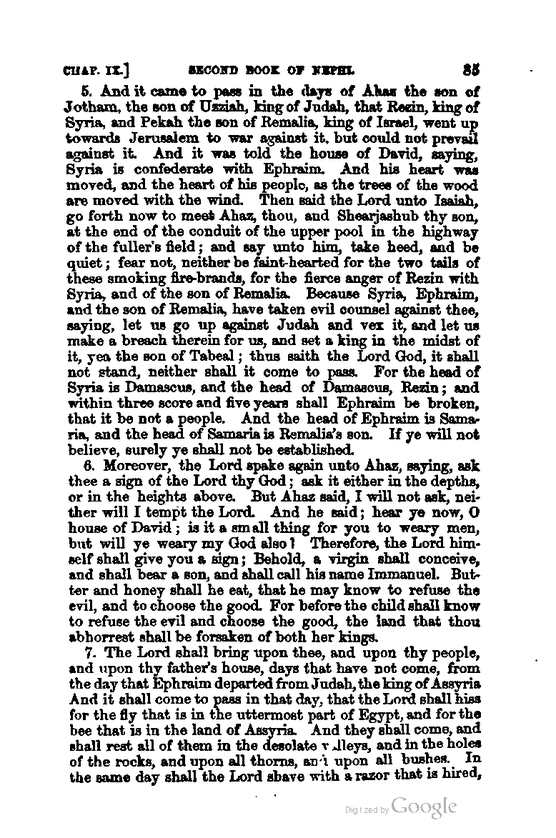 CHAP. IX.] SECOND BOOK OF NEPHI. 85
5. And it came to pass in the days of Ahas the son of
Jotham, the son of Uzziah, king of Judah, that Rezin, king of
Syria, and Pekah the son of Remalia, king of Israel, went up
towards Jerusalem to war against it, but could not prevail
against it. And it was told the house of David, saying,
Syria is confederate with Ephraim. And his heart was
moved, and the heart of his people, as the trees of the wood
are moved with the wind. Then said the Lord unto Isaiah,
go forth now to meet Ahaz, thou, and Shearjashub thy son,
at the end of the conduit of the upper pool in the highway
of the fuller's field; and say unto him, take heed, and be
quiet; fear not, neither be faint-hearted for the two tails of
these smoking fire-brands, for the fierce anger of Rezin with
Syria, and of the son of Remalia. Because Syria, Ephraim,
and the son of Remalia, have taken evil counsel against thee,
saying, let us go up against Judah and vex it, and let us
make a breach therein for us, and set a king in the midst of
it, yea the son of Tabeal; thus saith the Lord God, it shall
not stand, neither shall it come to pass. For the head of
Syria is Damascus, and the head of Damascus, Rezin; and
within three score and five years shall Ephraim be broken,
that it be not a people. And the head of Ephraim is Sama-
ria, and the head of Samaria is Remalia's son. If ye will not
believe, surely ye shall not be established.
6. Moreover, the Lord spake again unto Ahaz, saying, ask
thee a sign of the Lord thy God; ask it either in the depths,
or in the heights above. But Ahaz said, I will not ask, nei-
ther will I tempt the Lord. And he said; hear ye now, O
house of David; is it a small thing for you to weary men,
but will ye weary my God also? Therefore, the Lord him-
self shall give you a sign; Behold, a virgin shall conceive,
and shall bear a son, and shall call his name Immanuel. But-
ter and honey shall he eat, that he may know to refuse the
evil, and to choose the good. For before the child shall know
to refuse the evil and choose the good, the land that thou
abhorrest shall be forsaken of both her kings.
7. The Lord shall bring upon thee, and upon thy people,
and upon thy father's house, days that have not come, from
the day that Ephraim departed from Judah, the king of Assyria
And it shall come to pass in that day, that the Lord shall hiss
for the fly that is in the uttermost part of Egypt, and for the
bee that is in the land of Assyria. And they shall come, and
shall rest all of them in the desolate valleys, and in the holes
of the rocks, and upon all thorns, and upon all bushes. In
the same day shall the Lord shave with a razor that is hired,
Digitized by Google